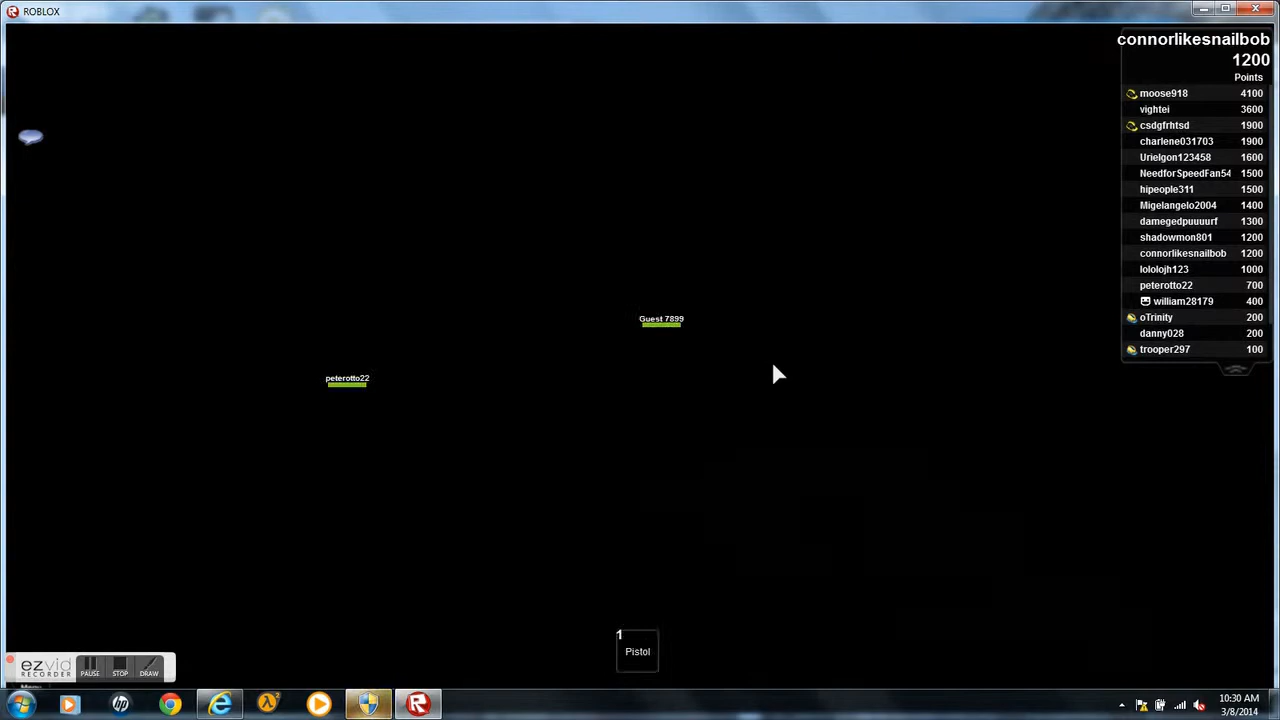 ROBLOX
connorlikesnailbob
1200
Points
moose918 4100
vightei 3600
csdgfrhtsd 1900
charlene031703 1900
Urielgon123458 1600
NeedforSpeedFan54 1500
hipeople311 1500
Migelangelo2004 1400
damegedpuuuurf 1300
shadowmon801 1200
connorlikesnailbob 1200
lololojh123 1000
peterotto22 700
william28179 400
oTrinity 200
danny028 200
trooper297 100
Guest 7899
peterotto22
1
Pistol
ezvid
RECORDER
PAUSE STOP DRAW
hp
2
10:30 AM
3/8/2014